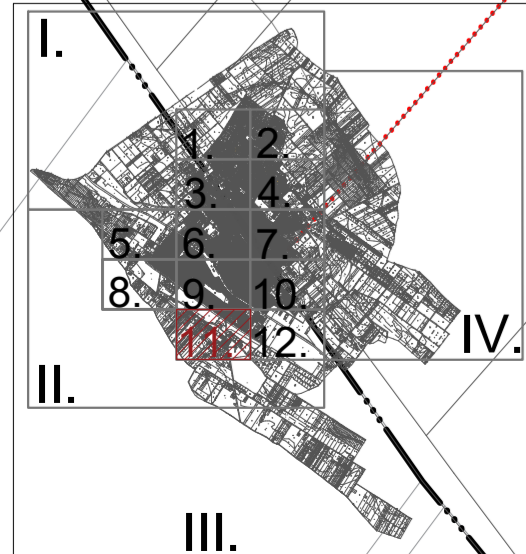 I.
1. 2.
3. 4.
5. 6. 7.
8. 9. 10.
11. 12.
IV.
II.
III.